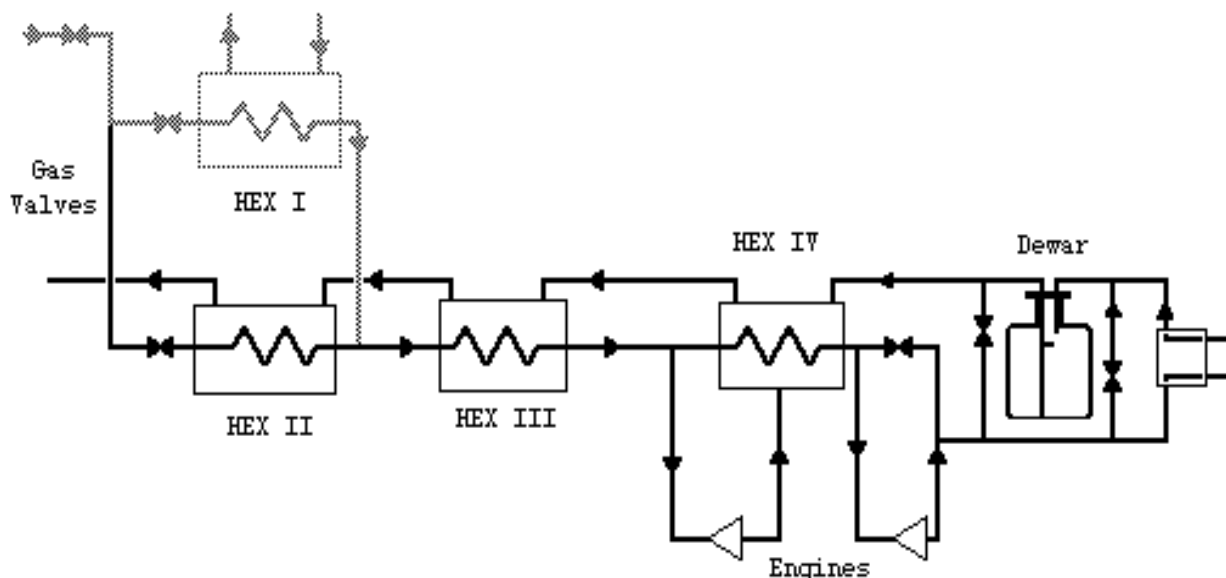 HEX I
Gas
Valves
HEX IV
Dewar
HEX II
HEX III
Engines